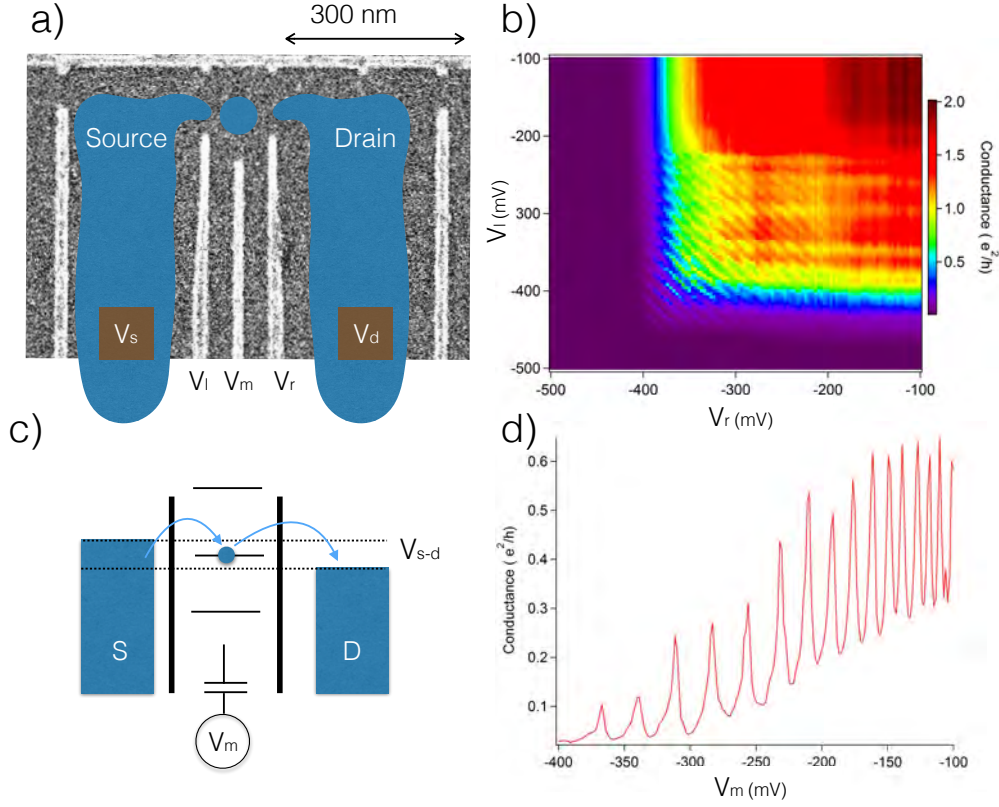 a)
300 nm
Source
Drain
Vs
Vd
Vl
Vm
Vr
b)
-100
-200
300
-400
-500
Vl (mV)
-500
-400
-300
-200
-100
Vr (mV)
2.0
1.5
1.0
0.5
Conductance ( e²/h)
c)
Vs-d
S
D
Vm
d)
0.6
0.5
0.4
0.3
0.2
0.1
Conductance ( e²/h)
-400
-350
-300
-250
-200
-150
-100
Vm (mV)